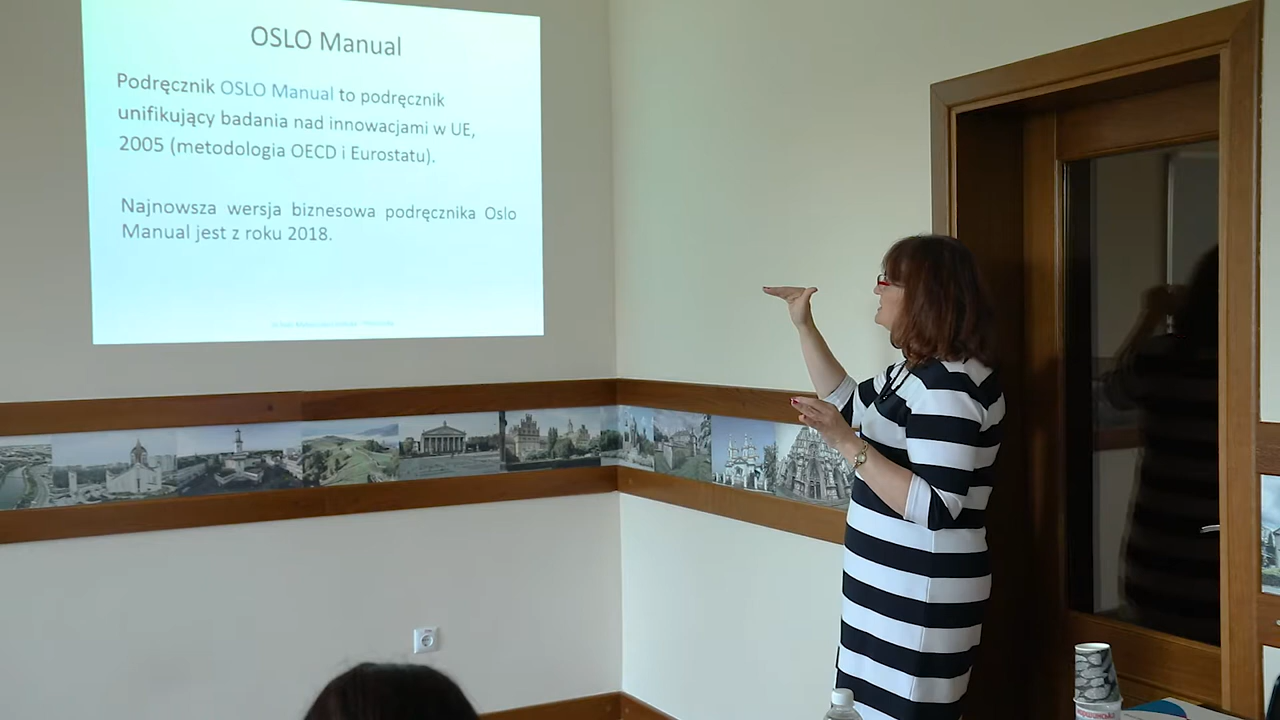 OSLO Manual
Podręcznik OSLO Manual to podręcznik
unifikujący badania nad innowacjami w UE,
2005 (metodologia OECD i Eurostatu).
Najnowsza wersja biznesowa podręcznika Oslo
Manual jest z roku 2018.